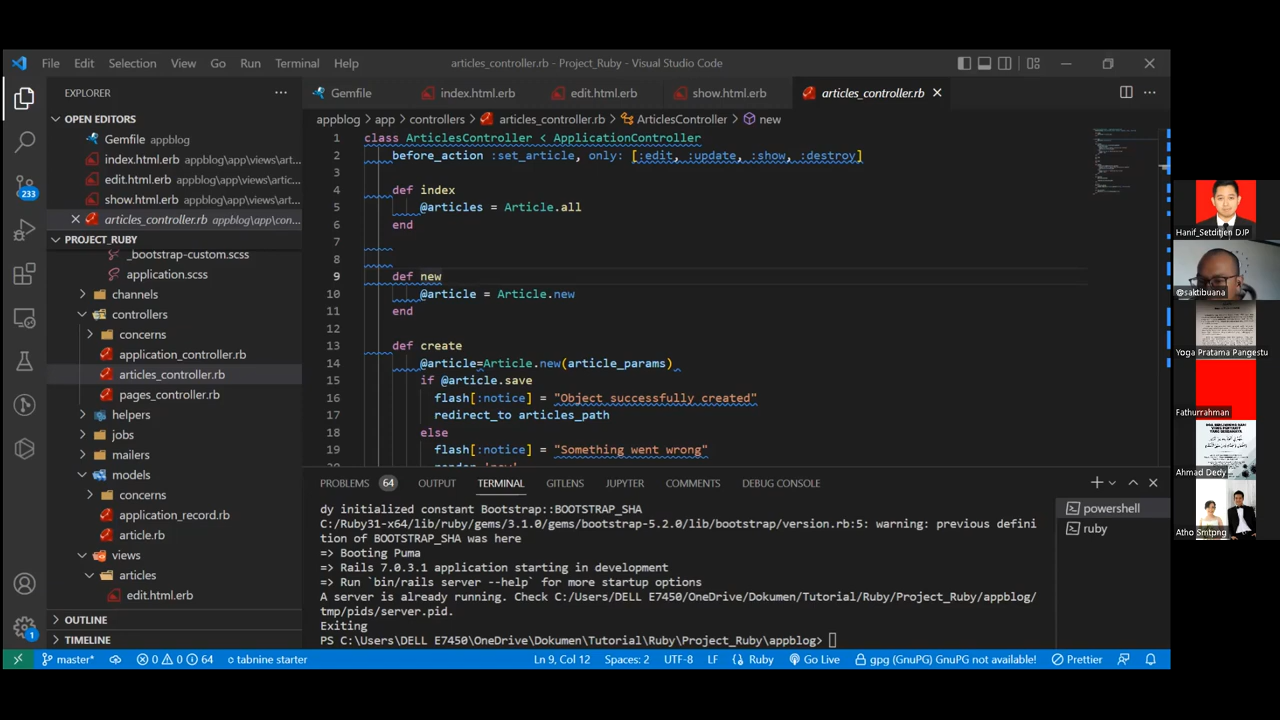 File Edit Selection View Go Run Terminal Help
articles_controller.rb - Project_Ruby - Visual Studio Code
EXPLORER
OPEN EDITORS
Gemfile appblog
index.html.erb appblog\app\views\art...
edit.html.erb appblog\app\views\artic...
show.html.erb appblog\app\views\art...
articles_controller.rb appblog\app\con...
PROJECT_RUBY
_bootstrap-custom.scss
application.scss
channels
controllers
concerns
application_controller.rb
articles_controller.rb
pages_controller.rb
helpers
jobs
mailers
models
concerns
application_record.rb
article.rb
views
articles
edit.html.erb
OUTLINE
TIMELINE
233
1
Gemfile index.html.erb edit.html.erb show.html.erb articles_controller.rb
appblog > app > controllers > articles_controller.rb > ArticlesController > new
1 class ArticlesController < ApplicationController
2 before_action :set_article, only: [:edit, :update, :show, :destroy]
3
4 def index
5 @articles = Article.all
6 end
7
8
9 def new
10 @article = Article.new
11 end
12
13 def create
14 @article=Article.new(article_params)
15 if @article.save
16 flash[:notice] = "Object successfully created"
17 redirect_to articles_path
18 else
19 flash[:notice] = "Something went wrong"
PROBLEMS 64 OUTPUT TERMINAL GITLENS JUPYTER COMMENTS DEBUG CONSOLE
dy initialized constant Bootstrap::BOOTSTRAP_SHA
C:/Ruby31-x64/lib/ruby/gems/3.1.0/gems/bootstrap-5.2.0/lib/bootstrap/version.rb:5: warning: previous defini
tion of BOOTSTRAP_SHA was here
=> Booting Puma
=> Rails 7.0.3.1 application starting in development
=> Run `bin/rails server --help` for more startup options
A server is already running. Check C:/Users/DELL E7450/OneDrive/Dokumen/Tutorial/Ruby/Project_Ruby/appblog/
tmp/pids/server.pid.
Exiting
PS C:\Users\DELL E7450\OneDrive\Dokumen\Tutorial\Ruby\Project_Ruby\appblog>
powershell
ruby
master* 0 0 64 tabnine starter Ln 9, Col 12 Spaces: 2 UTF-8 LF Ruby Go Live gpg (GnuPG) GnuPG not available! Prettier
Hanif_Setditjen DJP
@saktibuana
Yoga Pratama Pangestu
Fathurrahman
Ahmad Dedy
Atho Smtpng